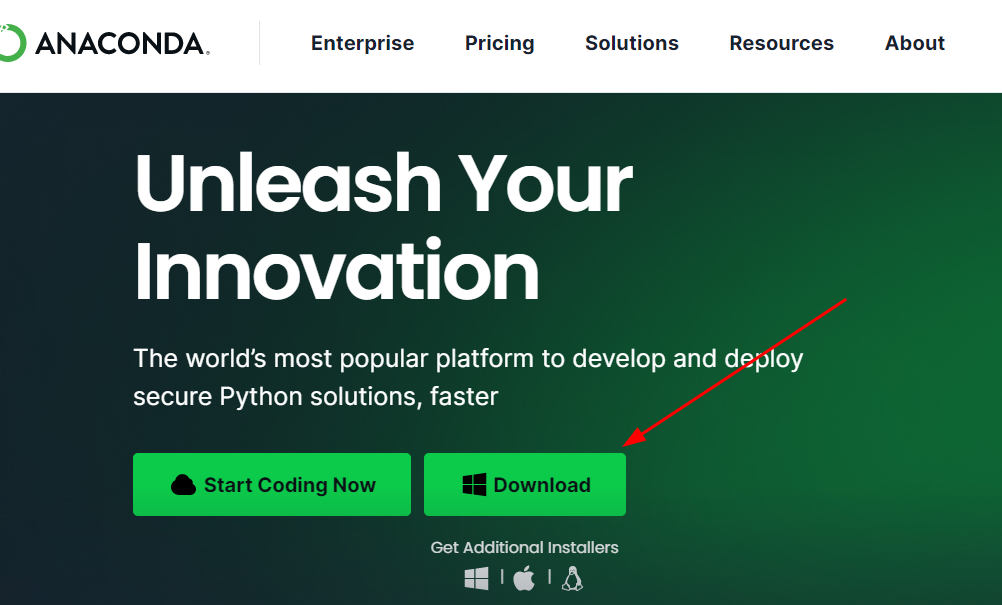 ANACONDA.
Enterprise Pricing Solutions Resources About
Unleash Your
Innovation
The world’s most popular platform to develop and deploy
secure Python solutions, faster
Start Coding Now Download
Get Additional Installers